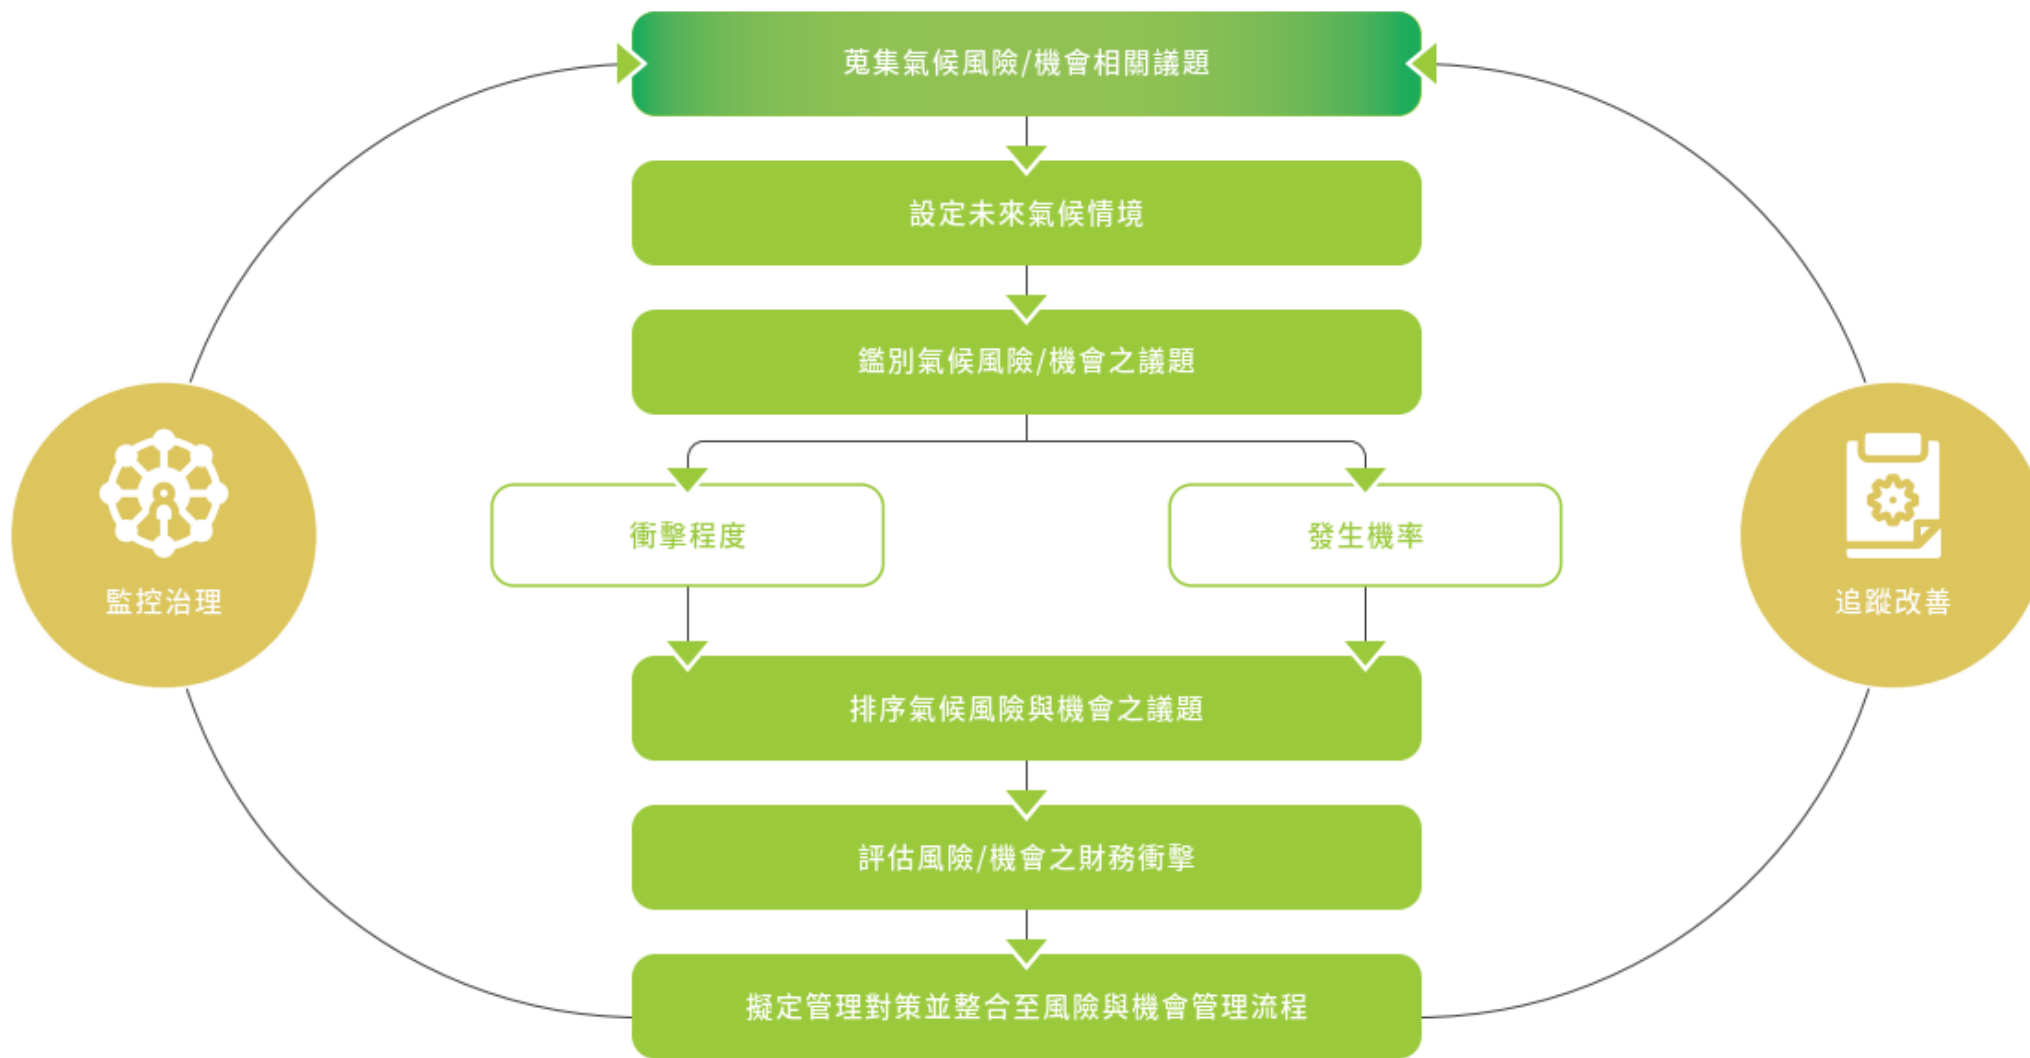 蒐集氣候風險/機會相關議題
設定未來氣候情境
鑑別氣候風險/機會之議題
衝擊程度
發生機率
監控治理
追蹤改善
排序氣候風險與機會之議題
評估風險/機會之財務衝擊
擬定管理對策並整合至風險與機會管理流程